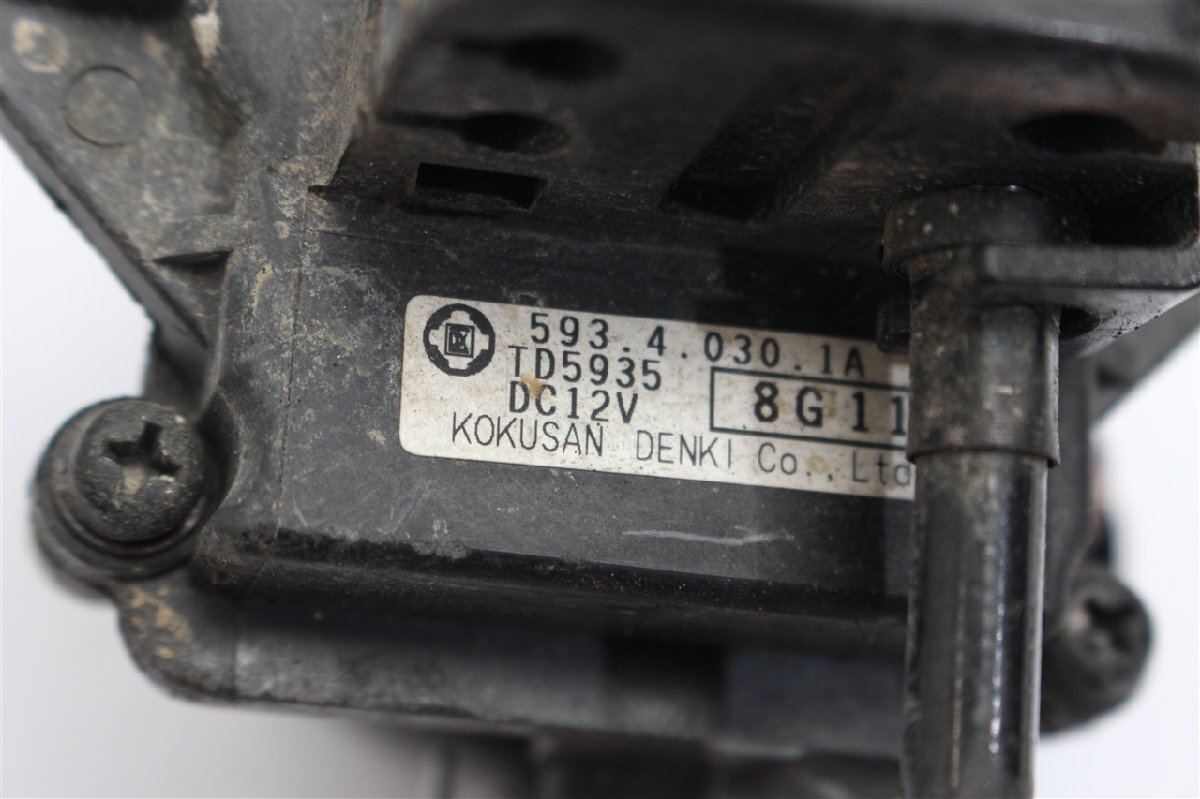 593.4.030.1A
TD5935
DC12V
8G11
KOKUSAN DENKI Co., Ltd